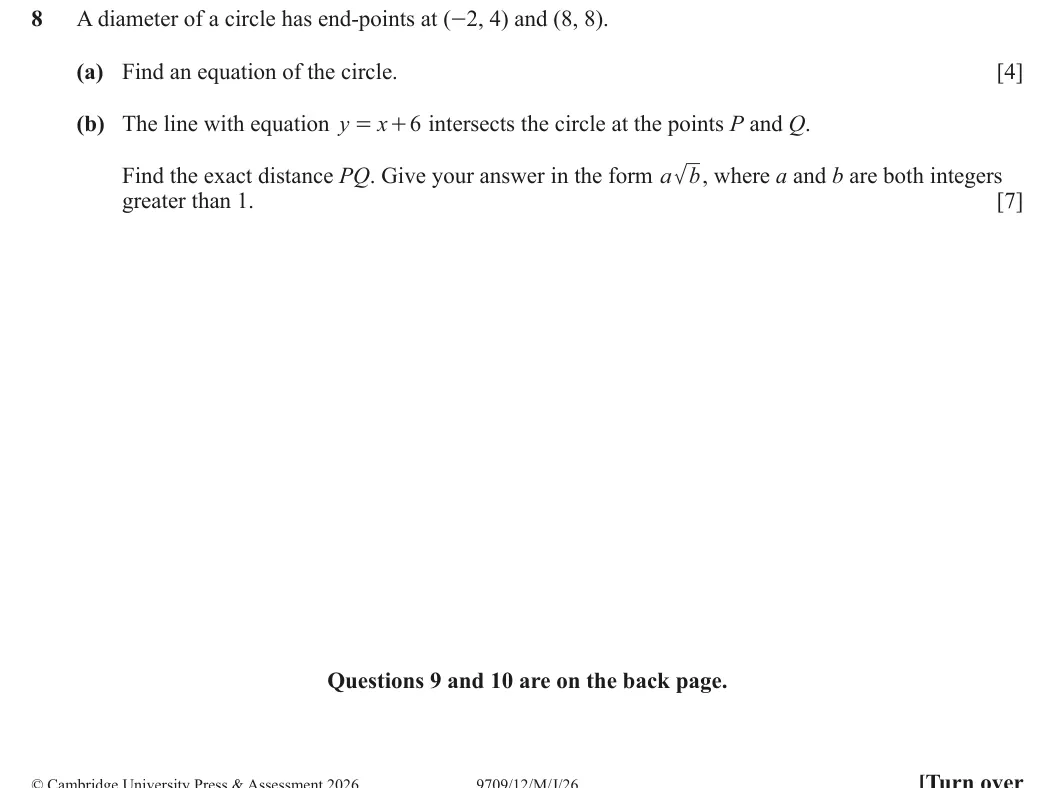 8 A diameter of a circle has end-points at (−2, 4) and (8, 8).
(a) Find an equation of the circle. [4]
(b) The line with equation y = x + 6 intersects the circle at the points P and Q.
Find the exact distance PQ. Give your answer in the form a√b, where a and b are both integers
greater than 1. [7]
Questions 9 and 10 are on the back page.
© Cambridge University Press & Assessment 2026 9709/12/M/J/26 [Turn over